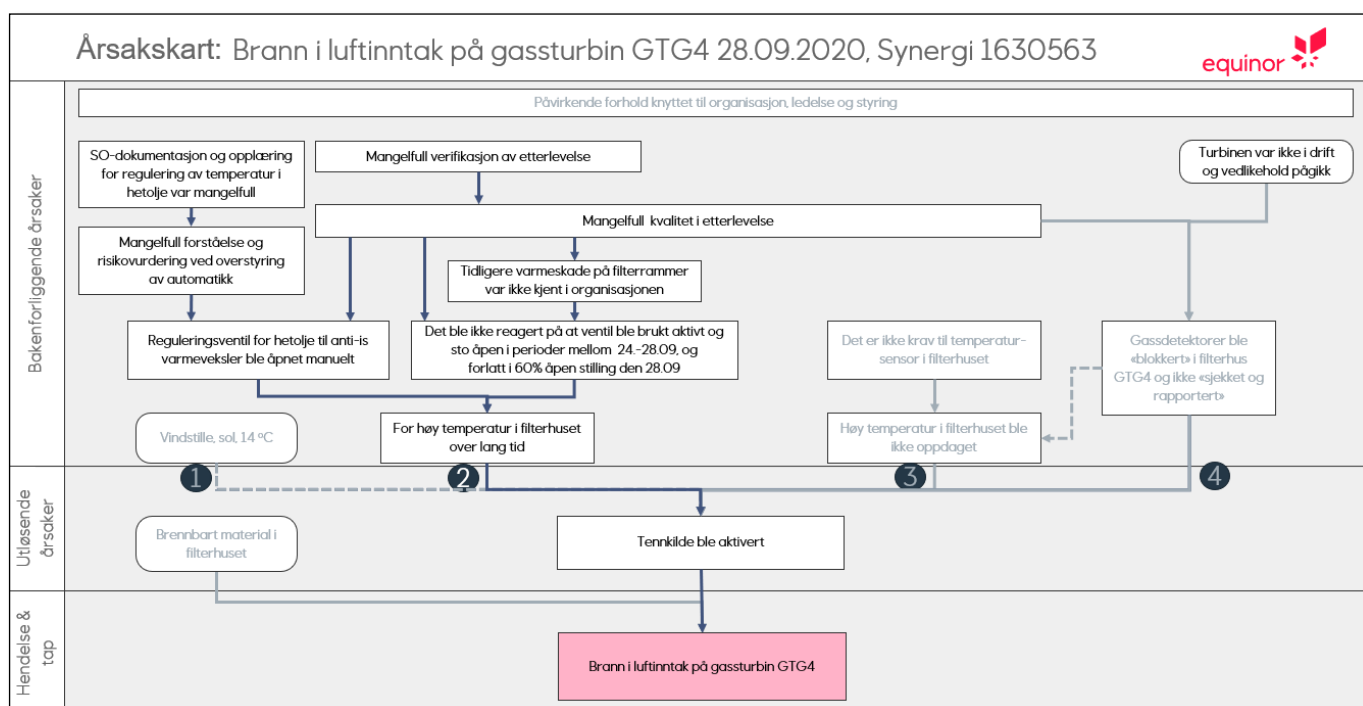 Årsakskart: Brann i luftinntak på gassturbin GTG4 28.09.2020, Synergi 1630563
equinor
Bakenforliggende årsaker
Påvirkende forhold knyttet til organisasjon, ledelse og styring
SO-dokumentasjon og opplæring
for regulering av temperatur i
hetolje var mangelfull
Mangelfull verifikasjon av etterlevelse
Turbinen var ikke i drift
og vedlikehold pågikk
Mangelfull kvalitet i etterlevelse
Mangelfull forståelse og
risikovurdering ved overstyring
av automatikk
Tidligere varmeskade på filterrammer
var ikke kjent i organisasjonen
Reguleringsventil for hetolje til anti-is
varmeveksler ble åpnet manuelt
Det ble ikke reagert på at ventil ble brukt aktivt og
sto åpen i perioder mellom 24.-28.09, og
forlatt i 60% åpen stilling den 28.09
Det er ikke krav til temperatur-
sensor i filterhuset
Gassdetektorer ble
«blokkert» i filterhus
GTG4 og ikke «sjekket og
rapportert»
Vindstille, sol, 14 ºC
For høy temperatur i filterhuset
over lang tid
Høy temperatur i filterhuset ble
ikke oppdaget
1
2
3
4
Utløsende
årsaker
Brennbart material i
filterhuset
Tennkilde ble aktivert
Hendelse &
tap
Brann i luftinntak på gassturbin GTG4